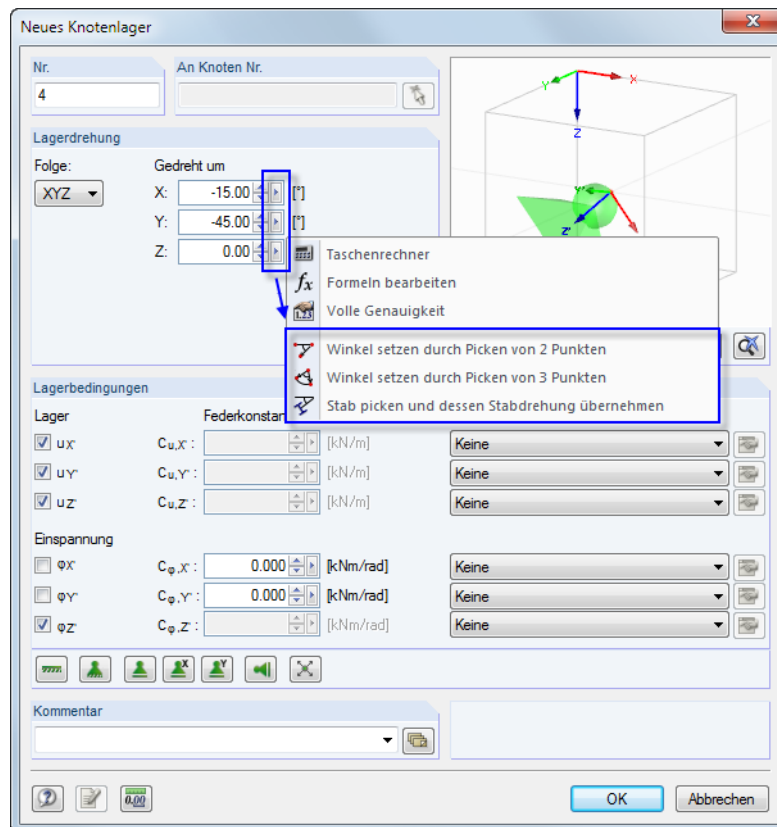 Neues Knotenlager
Nr.
An Knoten Nr.
4
Lagerdrehung
Folge:
Gedreht um
XYZ
X: -15.00 [°]
Y: -45.00 [°]
Z: 0.00
Y
X
Z
Y'
Z'
Taschenrechner
fx Formeln bearbeiten
1.23 Volle Genauigkeit
Winkel setzen durch Picken von 2 Punkten
Winkel setzen durch Picken von 3 Punkten
Stab picken und dessen Stabdrehung übernehmen
Lagerbedingungen
Lager Federkonstan
uX' Cu,X' : [kN/m] Keine
uY' Cu,Y' : [kN/m] Keine
uZ' Cu,Z' : [kN/m] Keine
Einspannung
φX' Cφ,X' : 0.000 [kNm/rad] Keine
φY' Cφ,Y' : 0.000 [kNm/rad] Keine
φZ' Cφ,Z' : [kNm/rad] Keine
X Y
Kommentar
0.00 OK Abbrechen